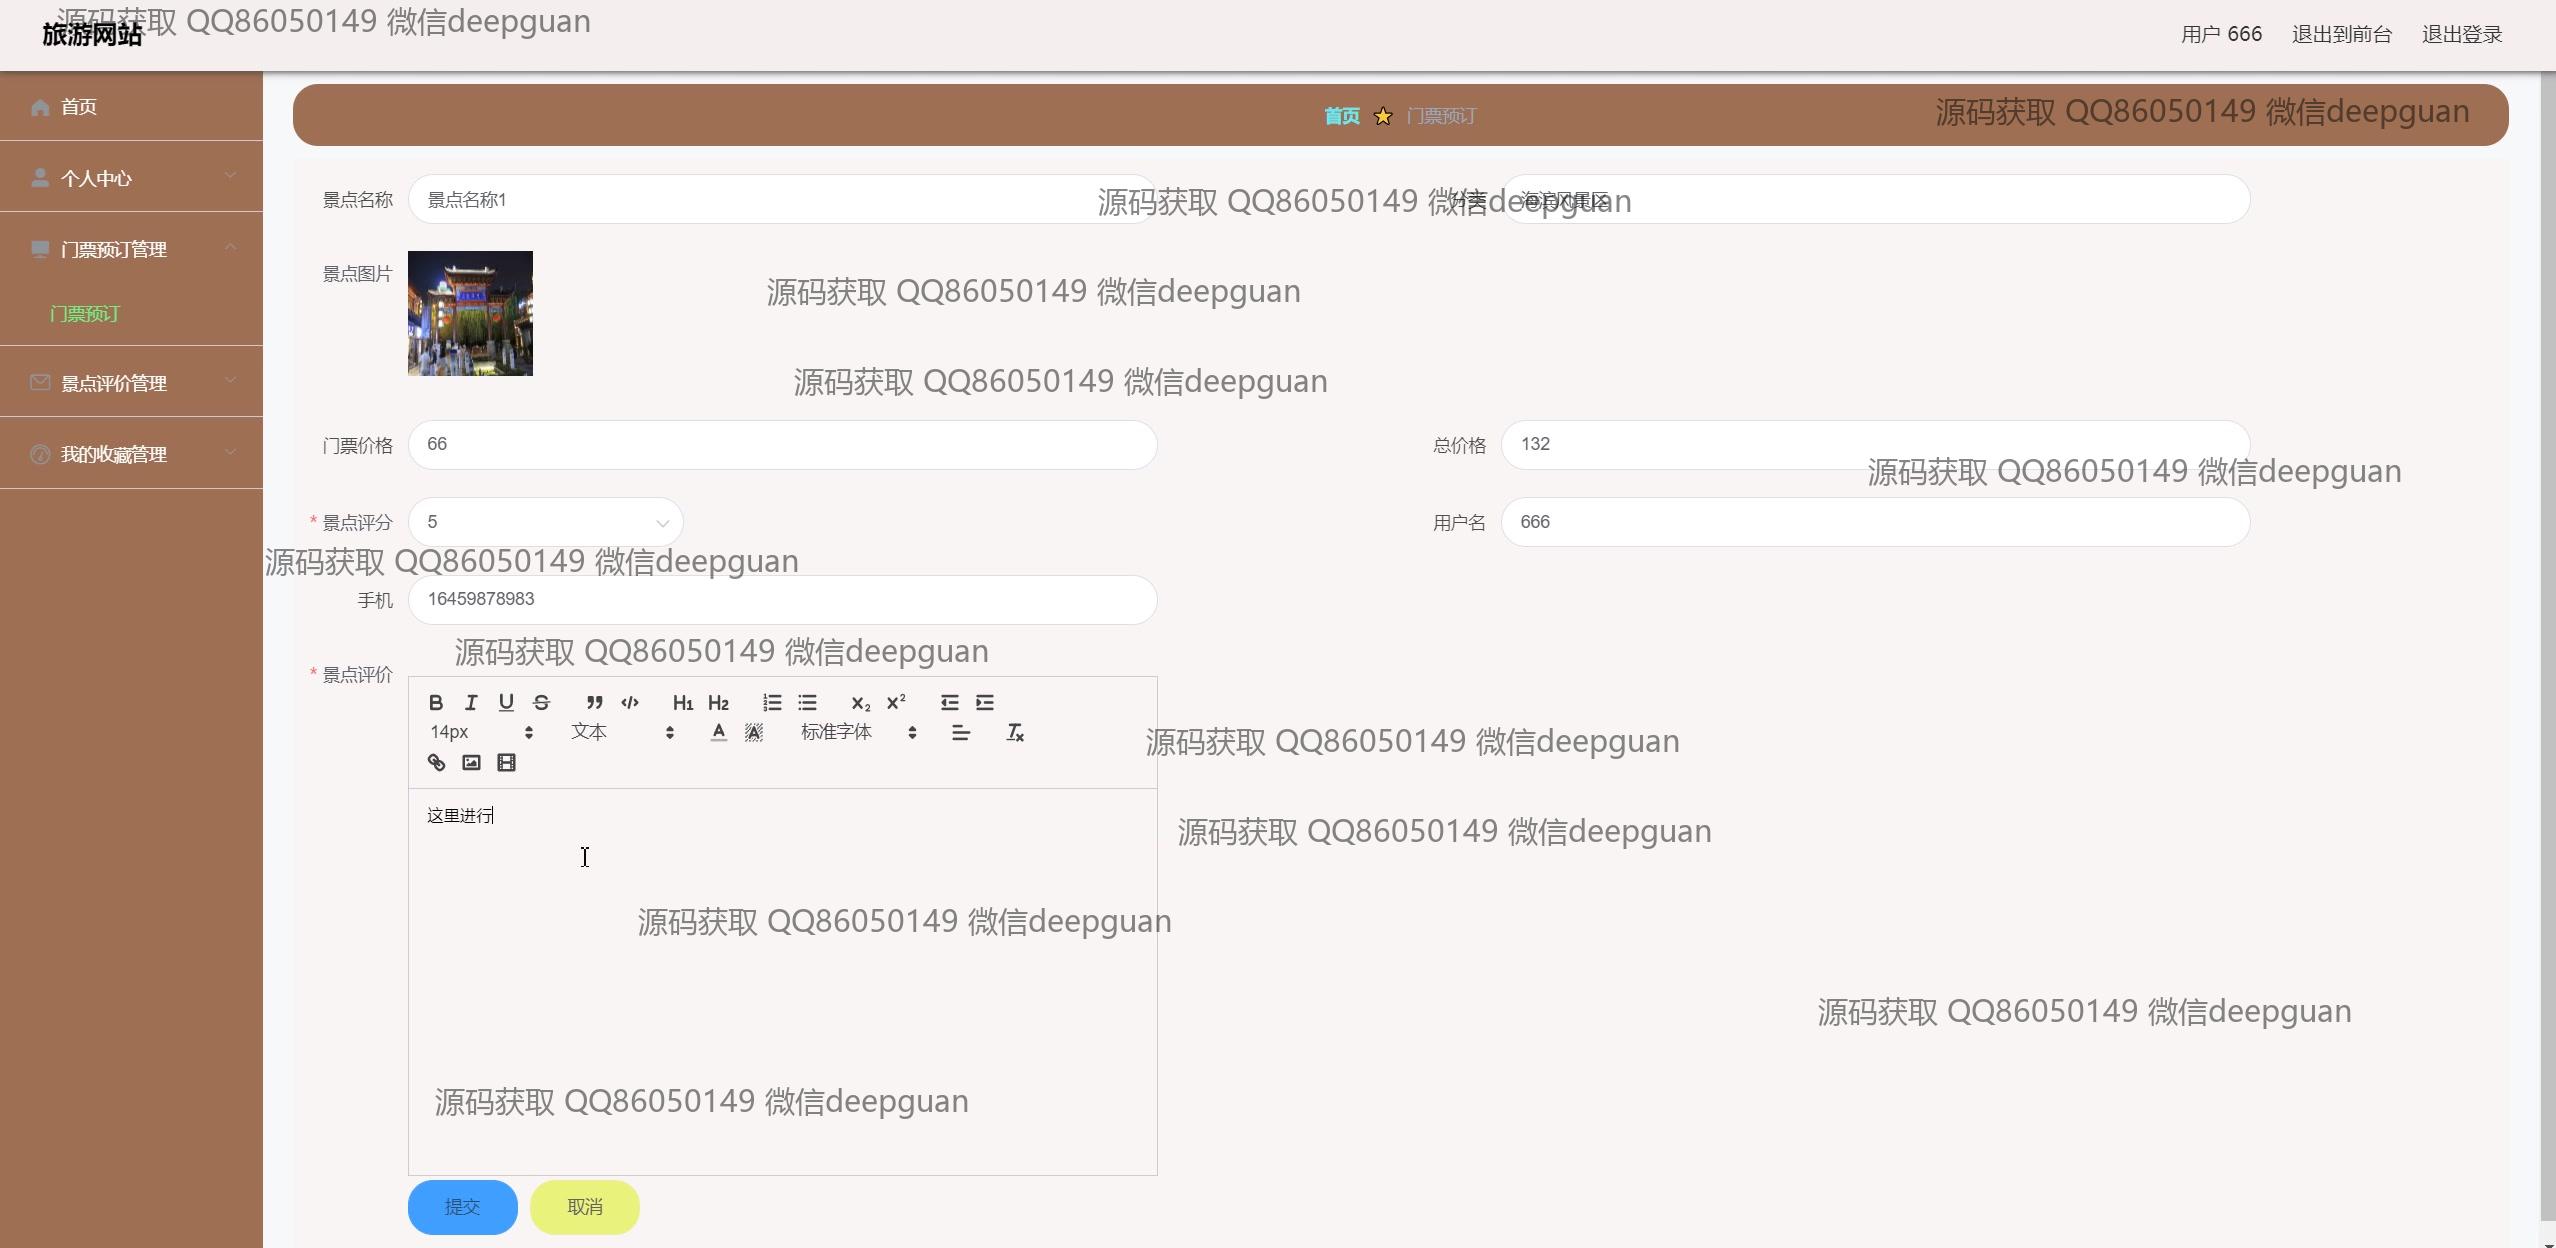 源码获取 QQ86050149 微信deepguan
旅游网站
用户 666 退出到前台 退出登录
首页
个人中心
门票预订管理
门票预订
景点评价管理
我的收藏管理
首页 门票预订
源码获取 QQ86050149 微信deepguan
景点名称 景点名称1
源码获取 QQ86050149 微信deepguan
分类 海滨风景区
景点图片
源码获取 QQ86050149 微信deepguan
源码获取 QQ86050149 微信deepguan
门票价格 66
总价格 132
源码获取 QQ86050149 微信deepguan
* 景点评分 5
用户名 666
源码获取 QQ86050149 微信deepguan
手机 16459878983
源码获取 QQ86050149 微信deepguan
* 景点评价
B I U S H1 H2 X2 X2
14px 文本 A A 标准字体 Tx
源码获取 QQ86050149 微信deepguan
这里进行
源码获取 QQ86050149 微信deepguan
源码获取 QQ86050149 微信deepguan
源码获取 QQ86050149 微信deepguan
源码获取 QQ86050149 微信deepguan
提交 取消